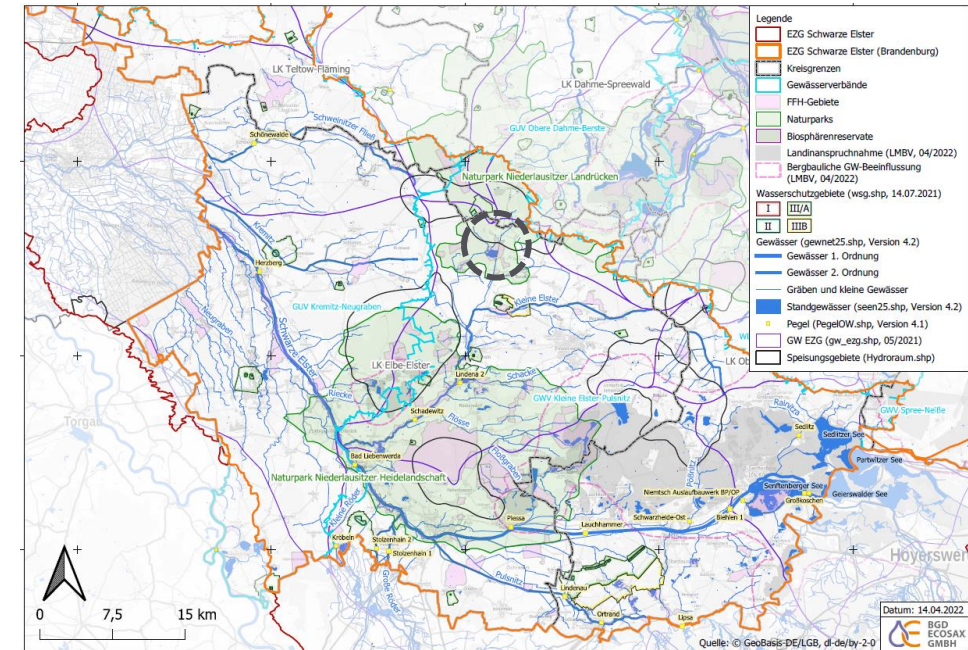 Legende
EZG Schwarze Elster
EZG Schwarze Elster (Brandenburg)
Kreisgrenzen
Gewässerverbände
FFH-Gebiete
Naturparks
Biosphärenreservate
Landinanspruchnahme (LMBV, 04/2022)
Bergbauliche GW-Beeinflussung
(LMBV, 04/2022)
Wasserschutzgebiete (wsg.shp, 14.07.2021)
I III/A
II IIIB
Gewässer (gewnet25.shp, Version 4.2)
Gewässer 1. Ordnung
Gewässer 2. Ordnung
Gräben und kleine Gewässer
Standgewässer (seen25.shp, Version 4.2)
Pegel (PegelOW.shp, Version 4.1)
GW EZG (gw_ezg.shp, 05/2021)
Speisungsgebiete (Hydroraum.shp)
LK Teltow-Fläming
LK Dahme-Spreewald
Schweinitzer Fließ
GUV Obere Dahme-Berste
Schönewalde
Naturpark Niederlausitzer Landrücken
Kremitz
Herzberg
Kleine Elster
GUV Kremitz-Neugraben
Neugraben
Schwarze Elster
LK Elbe-Elster
LK Ob
Lindena 2
Schacke
Riecke
GWV Kleine Elster-Pulsnitz
Rainitza
GWV Spree-Neiße
Schadewitz
Torgau
Flosse
Sedlitz
Sedlitzer See
Floßgraben
Bad Liebenwerda
Partwitzer See
Pößnitz
Naturpark Niederlausitzer Heidelandschaft
Senftenberger See
Niemtsch Auslaufbauwerk BP/OP
Geierswalder See
Großkoschen
Kleine Röder
Plessa
Schwarzheide-Ost
Biehlen 1
Lauchhammer
Kröbeln
Stolzenhain 2
Stolzenhain 1
Hoyerswer
Große Röder
Pulsnitz
Lindenau
Ortrand
Lipsa
0 7,5 15 km
Datum: 14.04.2022
BGD
ECOSAX
GMBH
Quelle: © GeoBasis-DE/LGB, dl-de/by-2-0